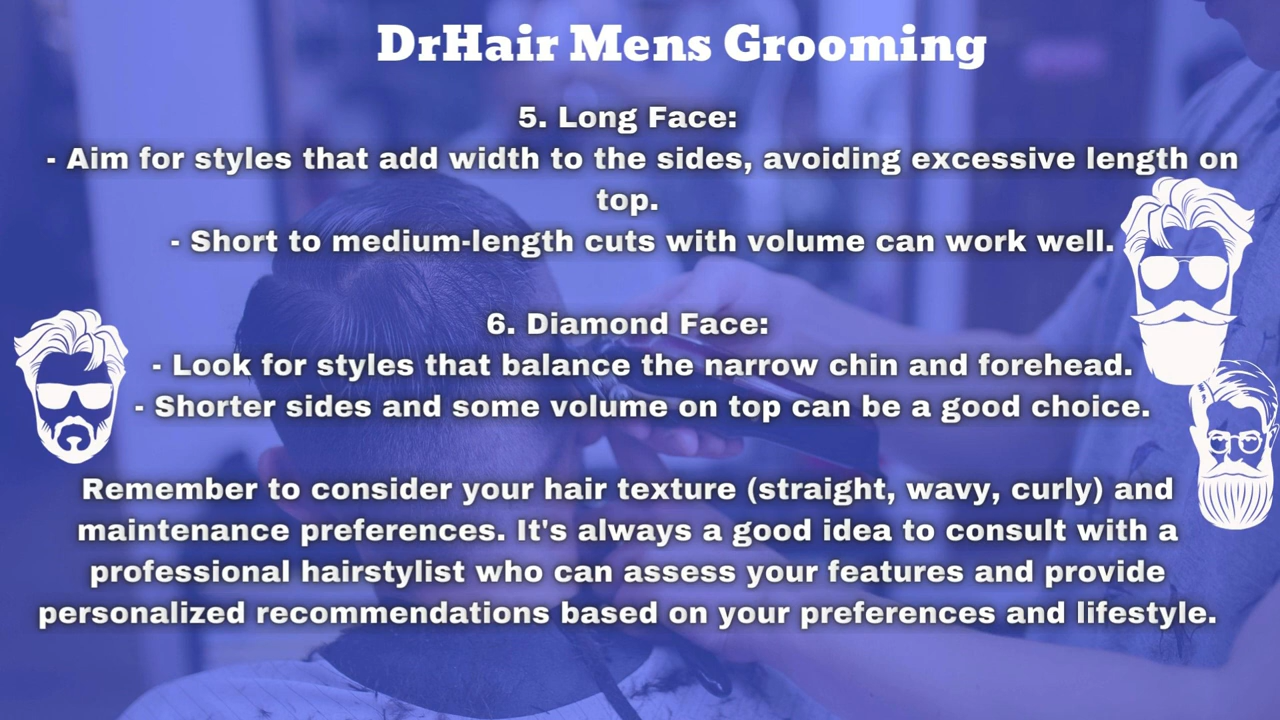 DrHair Mens Grooming
5. Long Face:
- Aim for styles that add width to the sides, avoiding excessive length on
top.
- Short to medium-length cuts with volume can work well.
6. Diamond Face:
- Look for styles that balance the narrow chin and forehead.
- Shorter sides and some volume on top can be a good choice.
Remember to consider your hair texture (straight, wavy, curly) and
maintenance preferences. It's always a good idea to consult with a
professional hairstylist who can assess your features and provide
personalized recommendations based on your preferences and lifestyle.